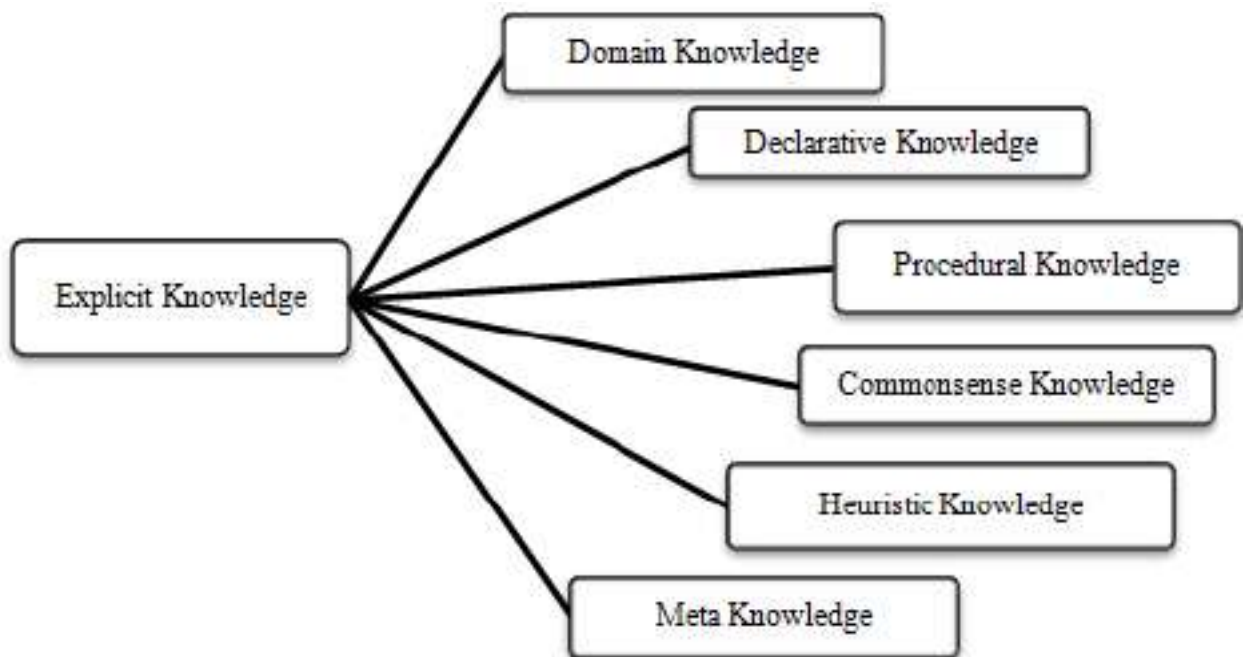 Domain Knowledge
Declarative Knowledge
Procedural Knowledge
Explicit Knowledge
Commonsense Knowledge
Heuristic Knowledge
Meta Knowledge